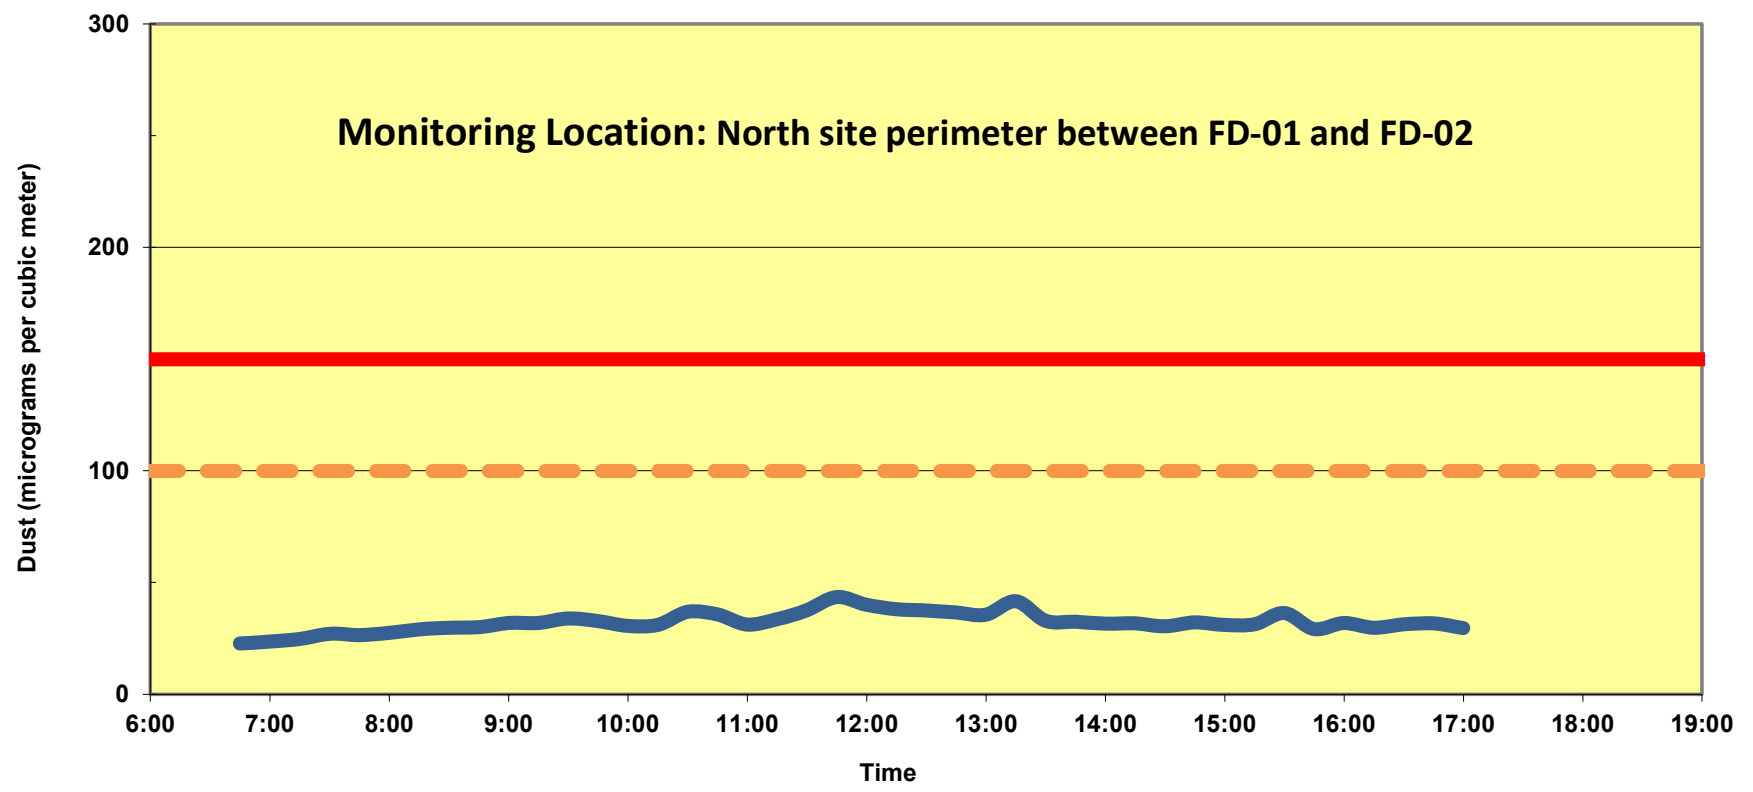 300
Monitoring Location: North site perimeter between FD-01 and FD-02
200
100
0
Dust (micrograms per cubic meter)
6:00 7:00 8:00 9:00 10:00 11:00 12:00 13:00 14:00 15:00 16:00 17:00 18:00 19:00
Time